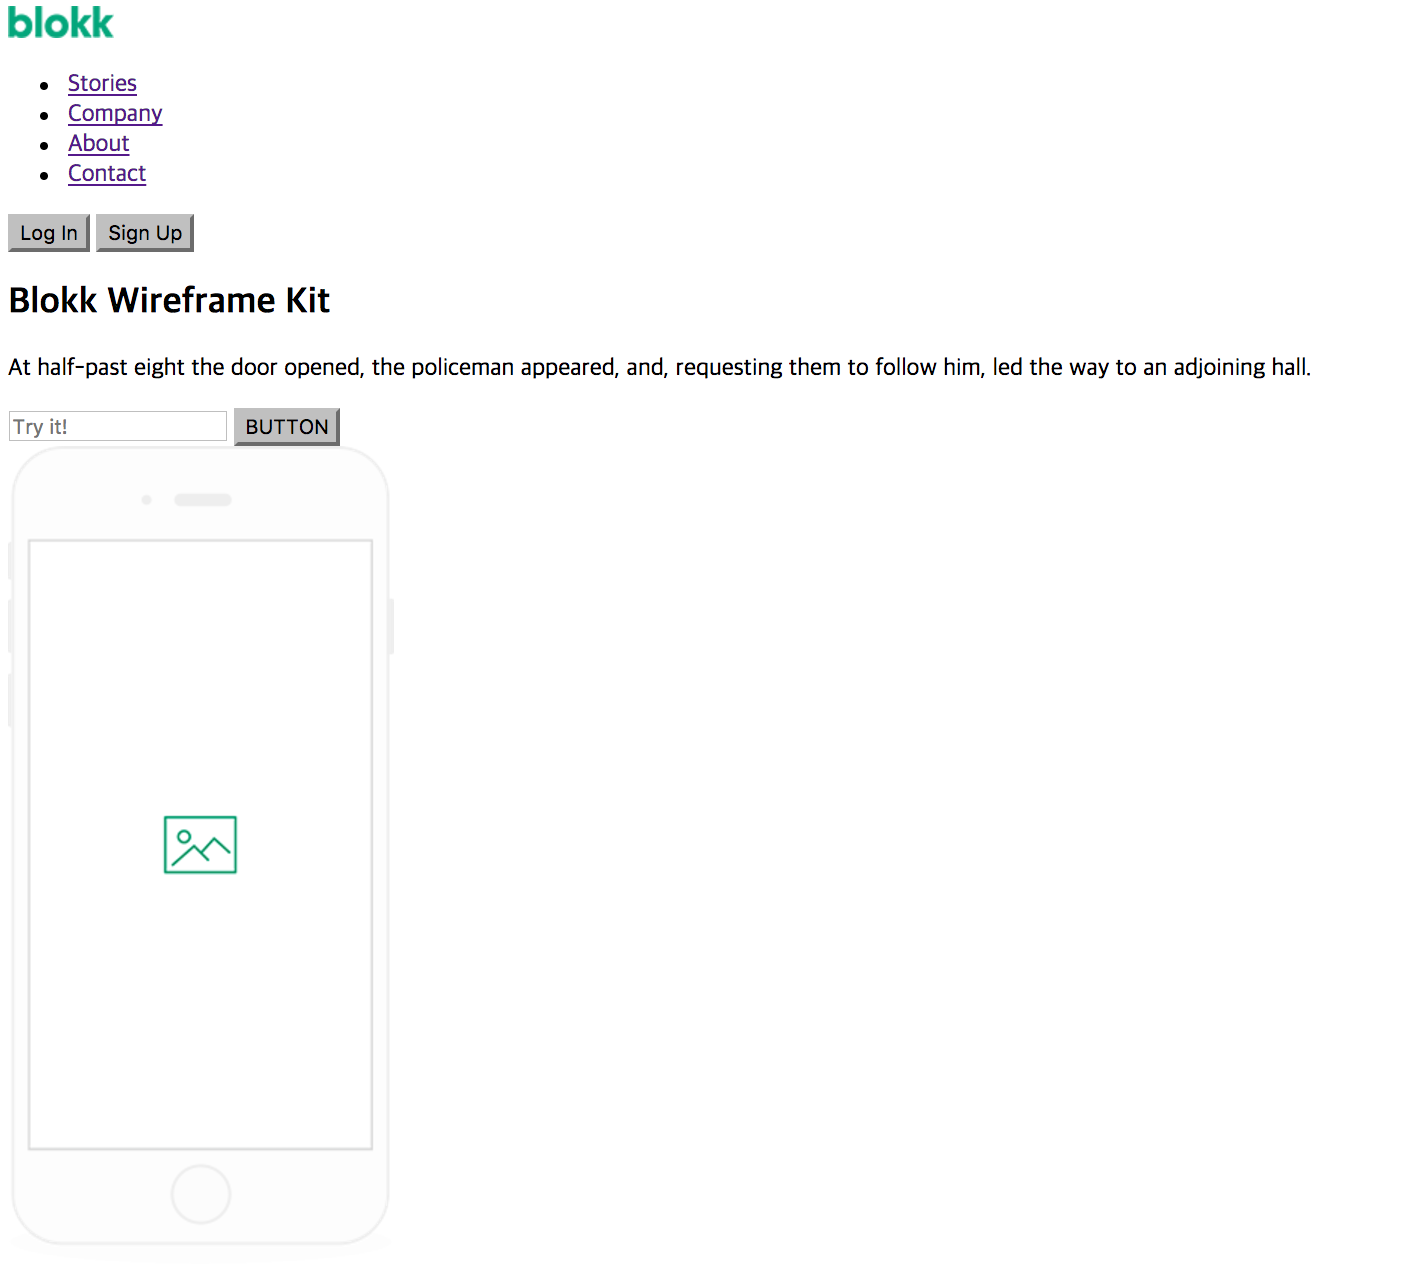 blokk
Stories
Company
About
Contact
Log In Sign Up
Blokk Wireframe Kit
At half-past eight the door opened, the policeman appeared, and, requesting them to follow him, led the way to an adjoining hall.
Try it! BUTTON